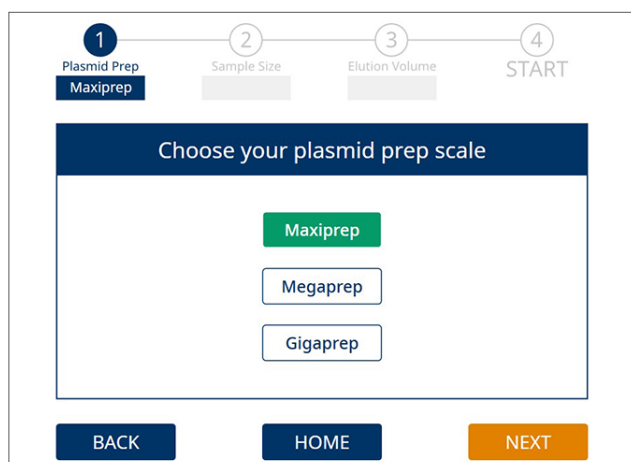 1 2 3 4
Plasmid Prep Sample Size Elution Volume START
Maxiprep
Choose your plasmid prep scale
Maxiprep
Megaprep
Gigaprep
BACK HOME NEXT